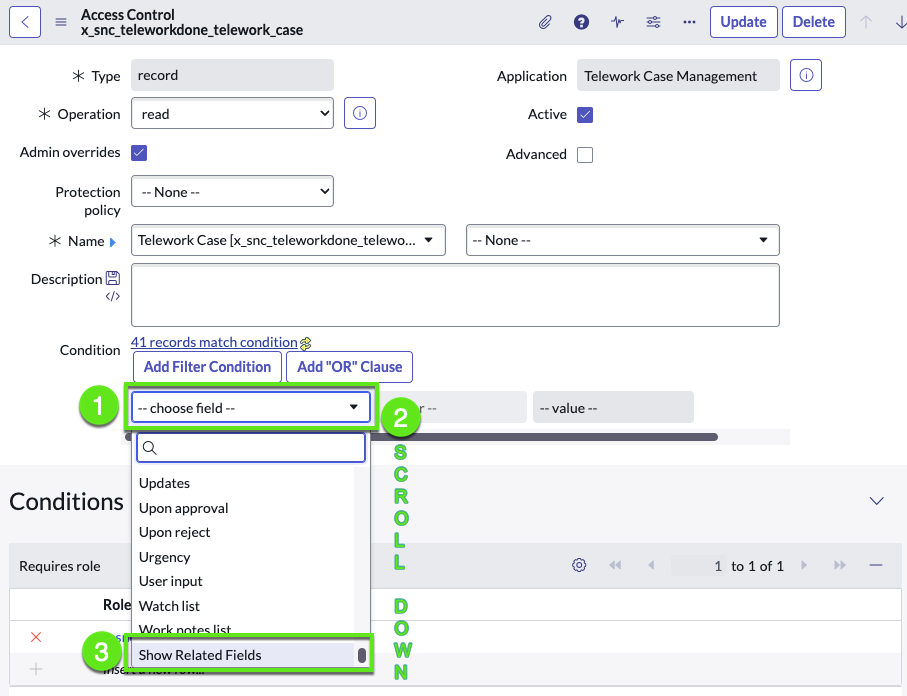 Access Control
x_snc_teleworkdone_telework_case
Update
Delete
Type
record
Application
Telework Case Management
Operation
read
Active
Admin overrides
Advanced
Protection
policy
-- None --
Name
Telework Case [x_snc_teleworkdone_telewo...
-- None --
Description
Condition
41 records match condition
Add Filter Condition
Add "OR" Clause
1
-- choose field --
2
-- value --
SCROLL
DOWN
Updates
Upon approval
Upon reject
Urgency
User input
Watch list
Work notes list
3
Show Related Fields
Conditions
Requires role
1 to 1 of 1
Role
Insert a new row...